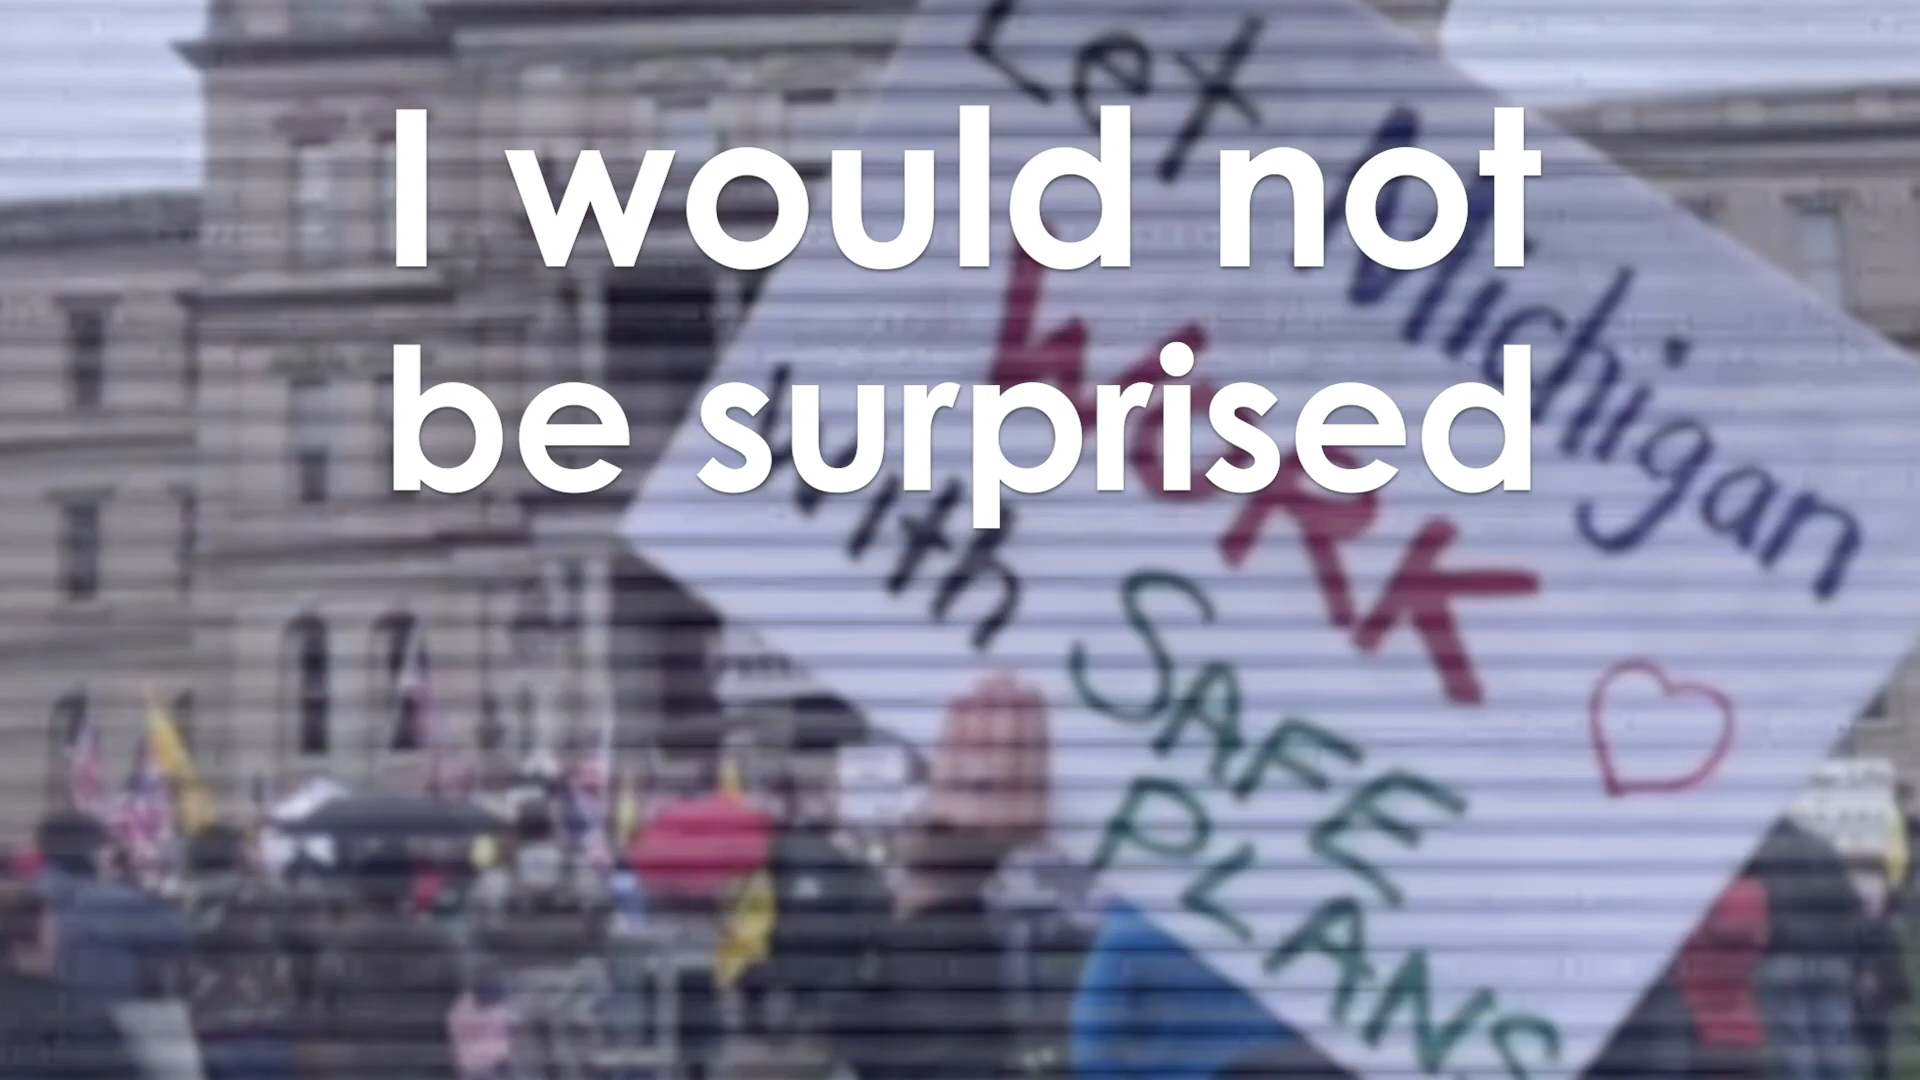 I would not
be surprised
Let Michigan
WORK
with SAFE
PLANS